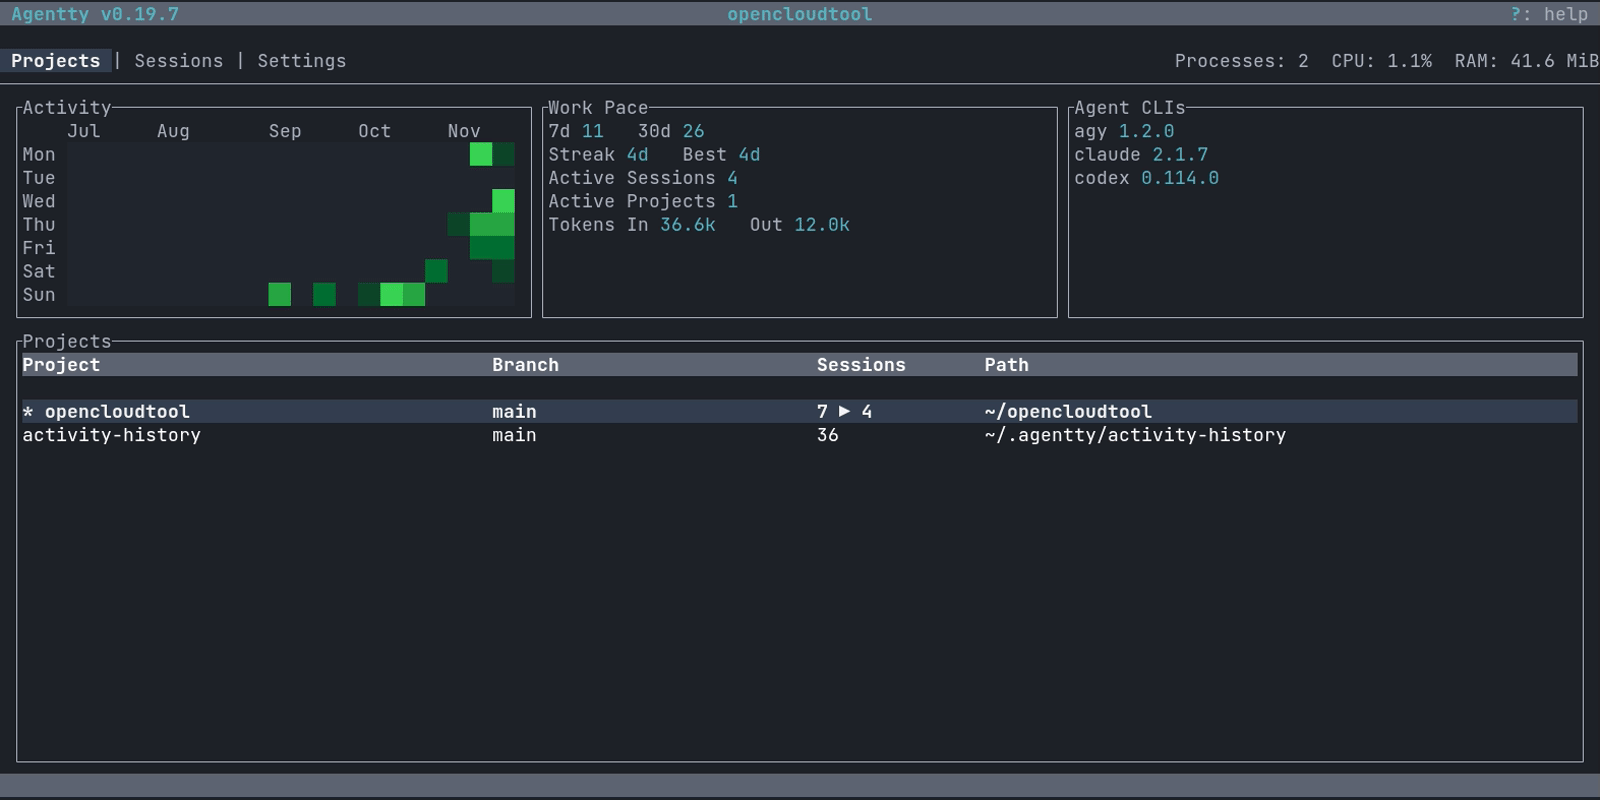 Agentty v0.19.7 opencloudtool ?: help
Projects | Sessions | Settings Processes: 2 CPU: 1.1% RAM: 41.6 MiB
Activity
Jul Aug Sep Oct Nov
Mon
Tue
Wed
Thu
Fri
Sat
Sun
Work Pace
7d 11 30d 26
Streak 4d Best 4d
Active Sessions 4
Active Projects 1
Tokens In 36.6k Out 12.0k
Agent CLIs
agy 1.2.0
claude 2.1.7
codex 0.114.0
Projects
Project Branch Sessions Path
* opencloudtool main 7 ▶ 4 ~/opencloudtool
activity-history main 36 ~/.agentty/activity-history